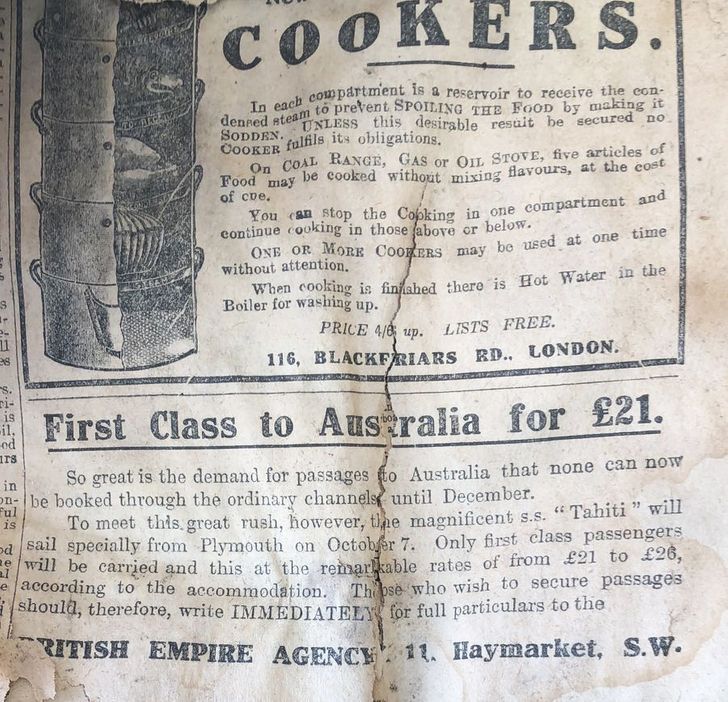 COOKERS.
In each compartment is a reservoir to receive the con-
densed steam to prevent SPOILING THE FOOD by making it
SODDEN. UNLESS this desirable result be secured no
COOKER fulfils its obligations.
On COAL RANGE, GAS or OIL STOVE, five articles of
Food may be cooked without mixing flavours, at the cost
of one.
You can stop the Cooking in one compartment and
continue cooking in those above or below.
ONE OR MORE COOKERS may be used at one time
without attention.
When cooking is finished there is Hot Water in the
Boiler for washing up.
PRICE 4/6 up. LISTS FREE.
116, BLACKFRIARS RD., LONDON.
First Class to Australia for £21.
So great is the demand for passages to Australia that none can now
be booked through the ordinary channels until December.
To meet this great rush, however, the magnificent s.s. "Tahiti" will
sail specially from Plymouth on October 7. Only first class passengers
will be carried and this at the remarkable rates of from £21 to £26,
according to the accommodation. Those who wish to secure passages
should, therefore, write IMMEDIATELY for full particulars to the
BRITISH EMPIRE AGENCY 11, Haymarket, S.W.